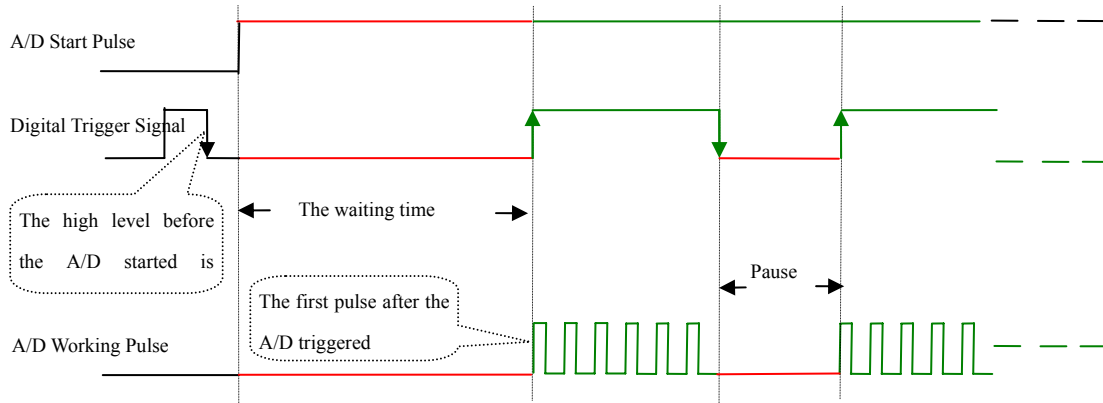 A/D Start Pulse
Digital Trigger Signal
The high level before
the A/D started is
The waiting time
Pause
The first pulse after the
A/D triggered
A/D Working Pulse